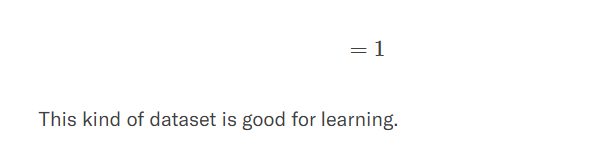 = 1
This kind of dataset is good for learning.